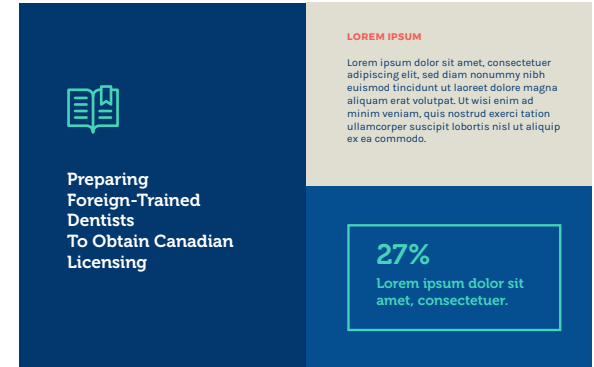 Preparing
Foreign-Trained
Dentists
To Obtain Canadian
Licensing
LOREM IPSUM
Lorem ipsum dolor sit amet, consectetuer
adipiscing elit, sed diam nonummy nibh
euismod tincidunt ut laoreet dolore magna
aliquam erat volutpat. Ut wisi enim ad
minim veniam, quis nostrud exerci tation
ullamcorper suscipit lobortis nisl ut aliquip
ex ea commodo.
27%
Lorem ipsum dolor sit
amet, consectetuer.